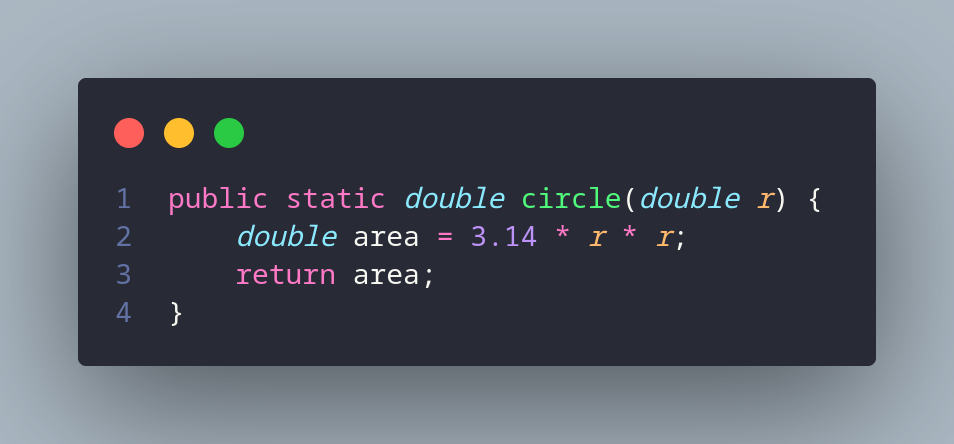 1 public static double circle(double r) {
2     double area = 3.14 * r * r;
3     return area;
4 }